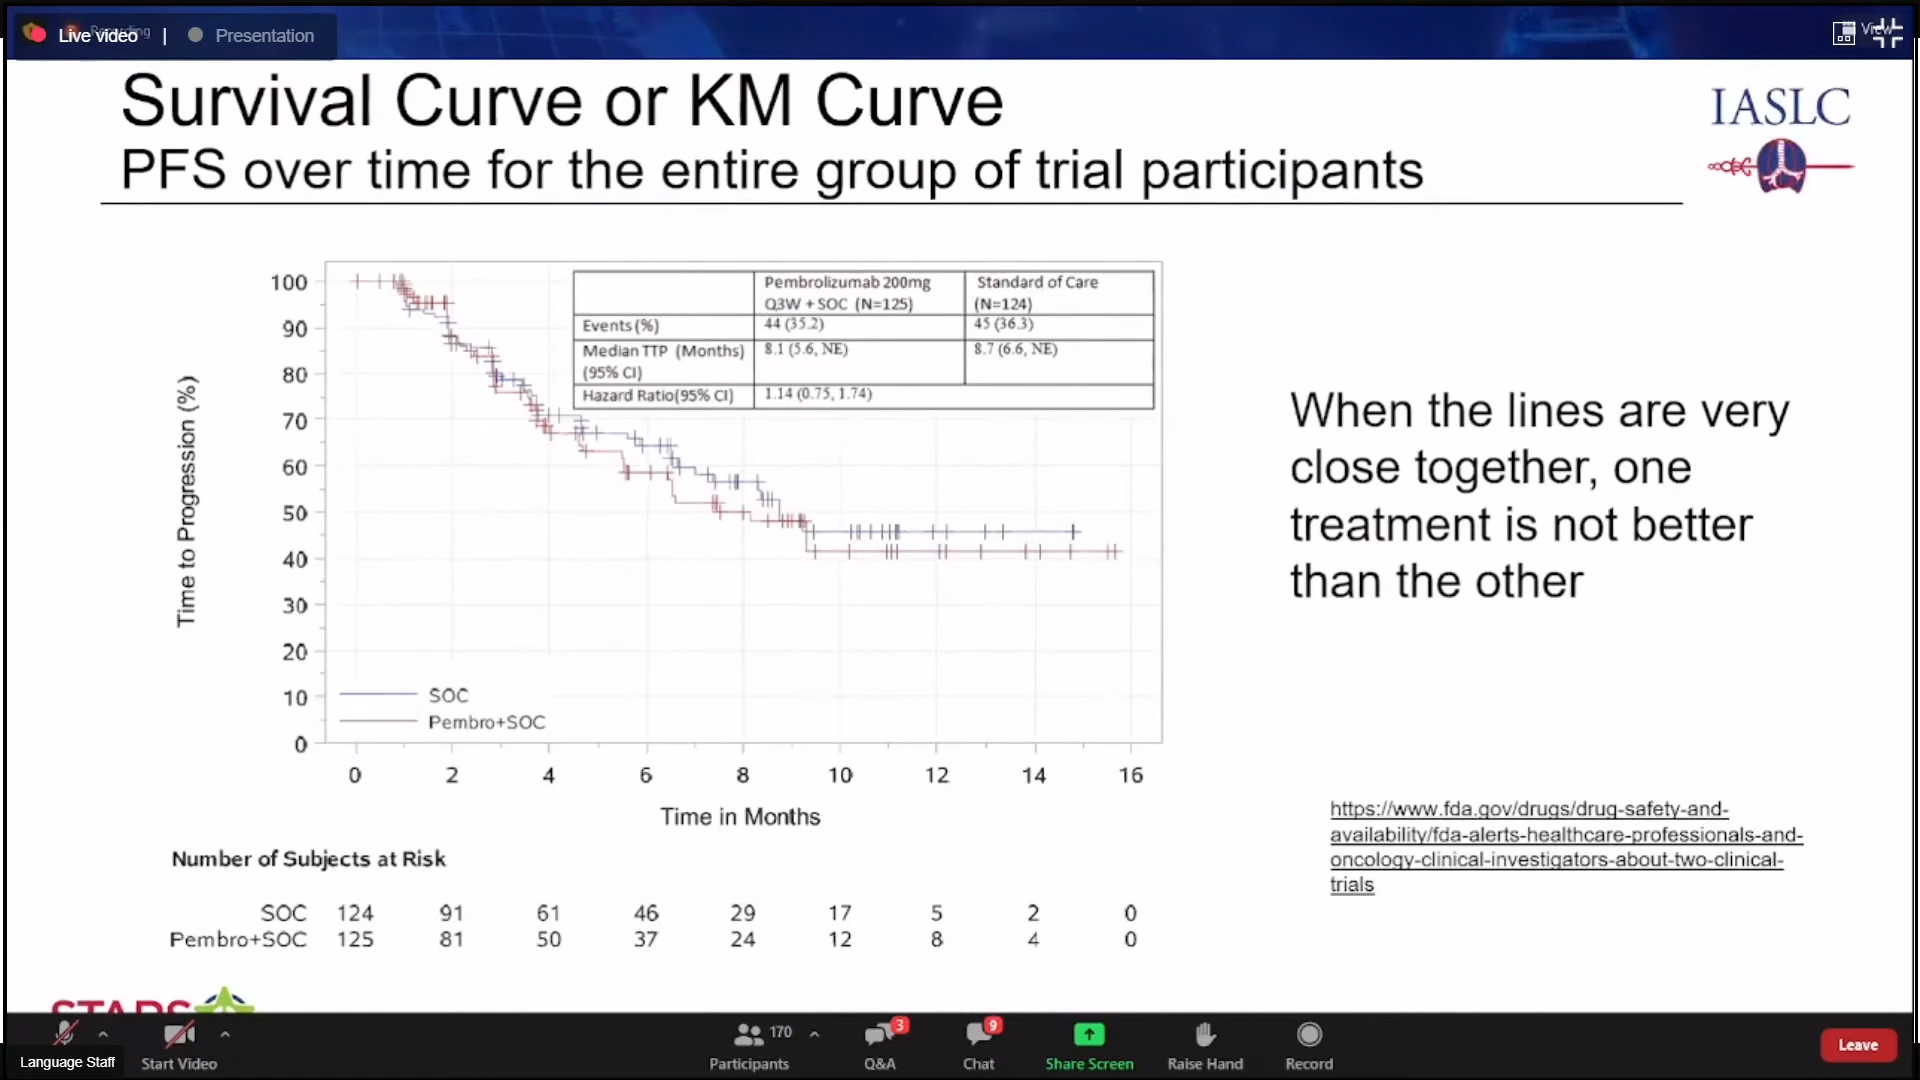 Live video | Presentation
View
Survival Curve or KM Curve
PFS over time for the entire group of trial participants
IASLC
Pembrolizumab 200mg Q3W + SOC (N=125)
Standard of Care (N=124)
Events (%) 44 (35.2) 45 (36.3)
Median TTP (Months) (95% CI) 8.1 (5.6, NE) 8.7 (6.6, NE)
Hazard Ratio(95% CI) 1.14 (0.75, 1.74)
Time to Progression (%)
100
90
80
70
60
50
40
30
20
10
0
SOC
Pembro+SOC
0 2 4 6 8 10 12 14 16
Time in Months
When the lines are very
close together, one
treatment is not better
than the other
https://www.fda.gov/drugs/drug-safety-and-
availability/fda-alerts-healthcare-professionals-and-
oncology-clinical-investigators-about-two-clinical-
trials
Number of Subjects at Risk
SOC 124 91 61 46 29 17 5 2 0
Pembro+SOC 125 81 50 37 24 12 8 4 0
STARS
Language Staff
Start Video
170
Participants
3
Q&A
9
Chat
Share Screen
Raise Hand
Record
Leave